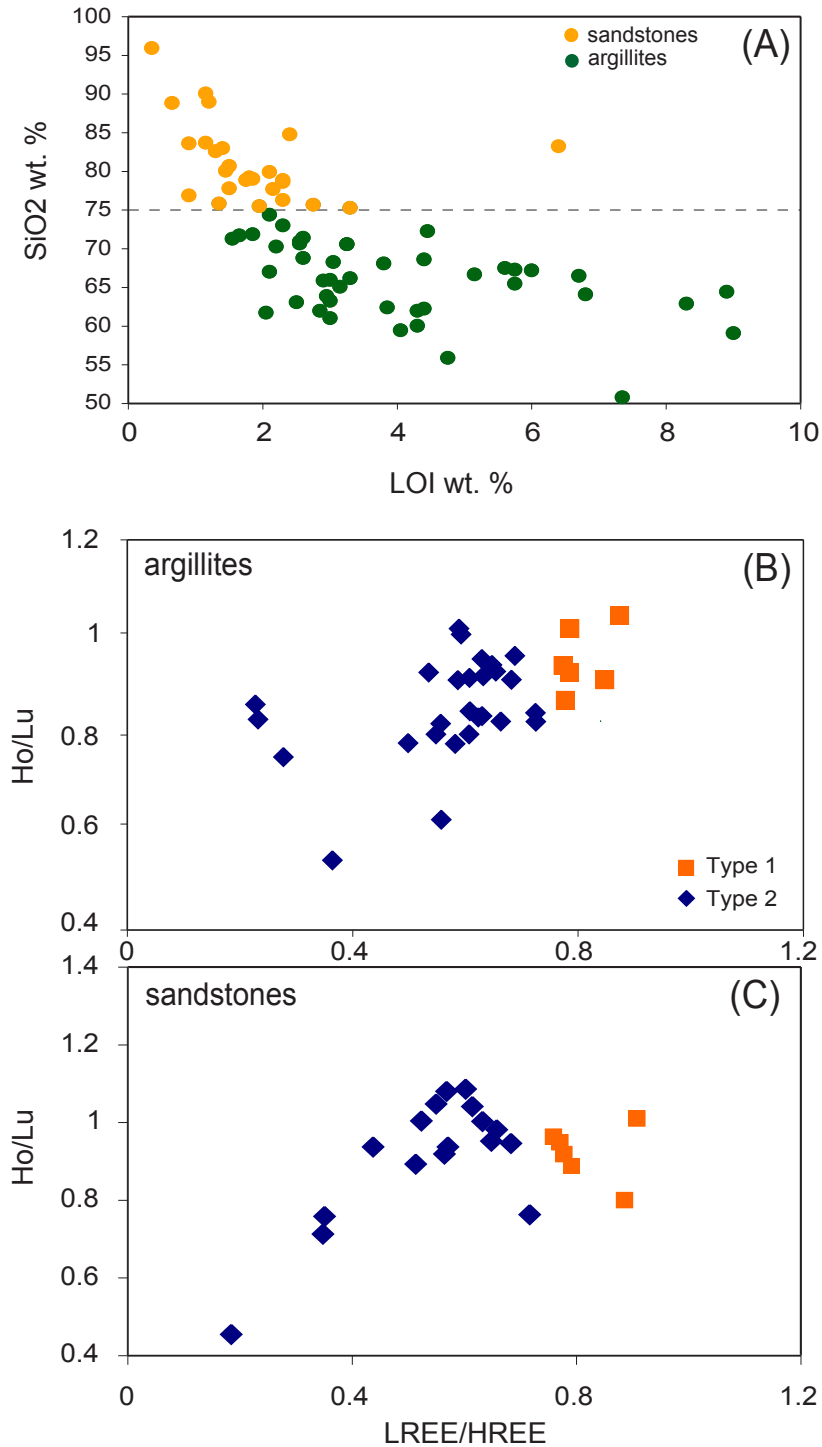 100
95
90
85
80
75
70
65
60
55
50
SiO2 wt. %
sandstones
argillites
(A)
0 2 4 6 8 10
LOI wt. %
1.2
1
0.8
0.6
0.4
Ho/Lu
argillites
(B)
Type 1
Type 2
0 0.4 0.8 1.2
1.4
1.2
1
0.8
0.6
0.4
Ho/Lu
sandstones
(C)
0 0.4 0.8 1.2
LREE/HREE